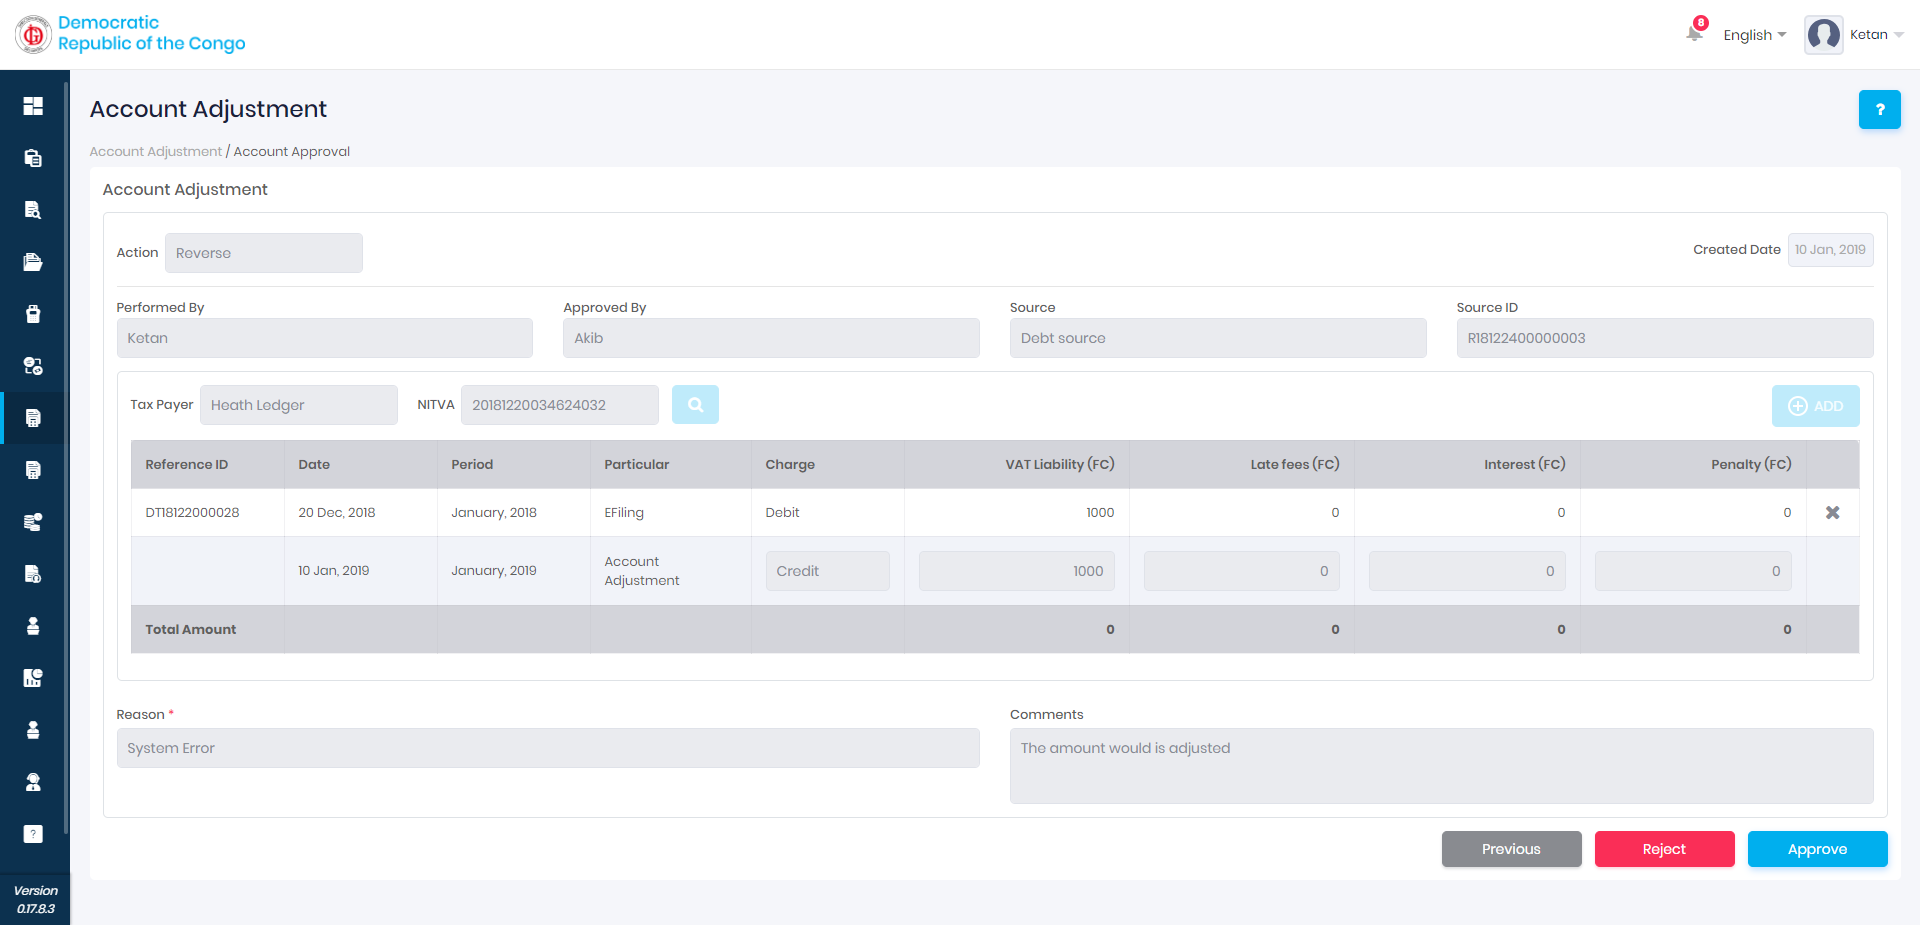 Democratic
Republic of the Congo
8
English
Ketan
Account Adjustment
?
Account Adjustment / Account Approval
Account Adjustment
Action Reverse Created Date 10 Jan, 2019
Performed By Approved By Source Source ID
Ketan Akib Debt source R18122400000003
Tax Payer Heath Ledger NITVA 20181220034624032 ADD
Reference ID Date Period Particular Charge VAT Liability (FC) Late fees (FC) Interest (FC) Penalty (FC)
DT18122000028 20 Dec, 2018 January, 2018 EFiling Debit 1000 0 0 0
10 Jan, 2019 January, 2019 Account Adjustment Credit 1000 0 0 0
Total Amount 0 0 0 0
Reason * Comments
System Error The amount would is adjusted
Previous Reject Approve
?
Version
0.17.8.3